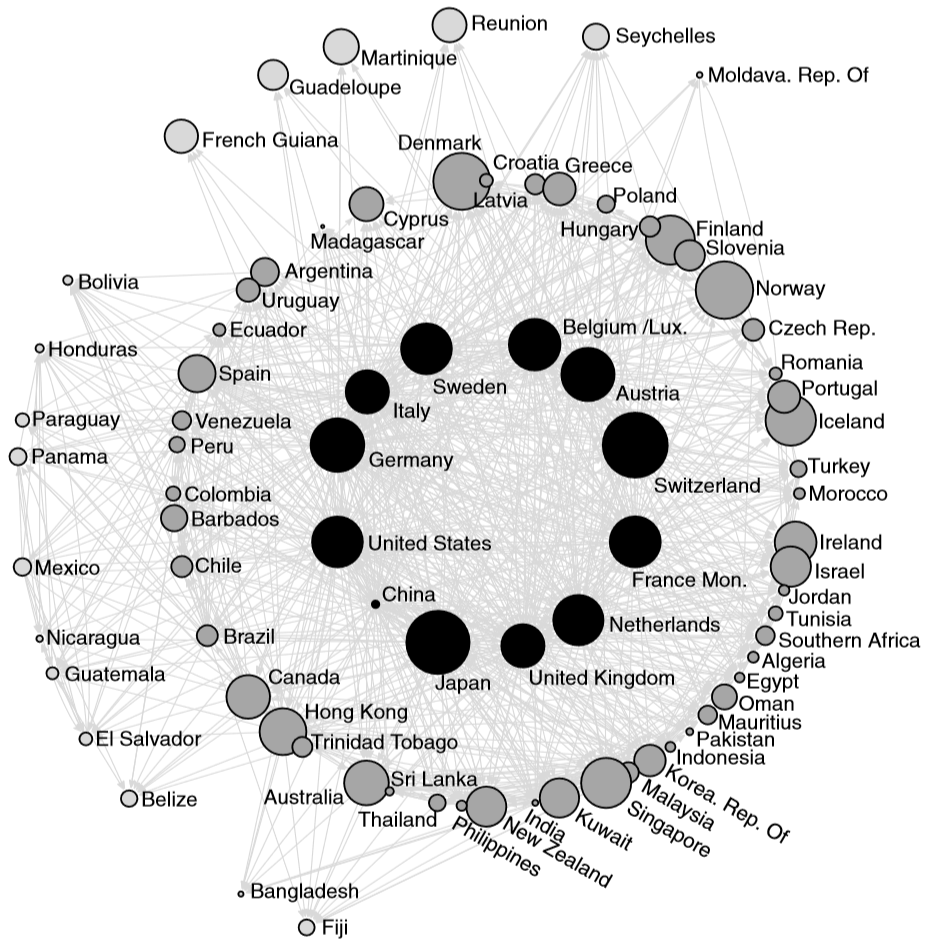 Reunion
Seychelles
Martinique
Moldava. Rep. Of
Guadeloupe
French Guiana
Denmark
Croatia
Greece
Latvia
Poland
Cyprus
Hungary
Finland
Madagascar
Slovenia
Argentina
Bolivia
Norway
Uruguay
Ecuador
Belgium /Lux.
Czech Rep.
Honduras
Romania
Spain
Sweden
Portugal
Austria
Italy
Paraguay
Venezuela
Iceland
Peru
Panama
Germany
Turkey
Switzerland
Colombia
Morocco
Barbados
United States
Ireland
Mexico
Chile
Israel
France Mon.
China
Jordan
Tunisia
Netherlands
Nicaragua
Brazil
Southern Africa
Algeria
Guatemala
Canada
United Kingdom
Japan
Egypt
Oman
Hong Kong
Mauritius
El Salvador
Trinidad Tobago
Pakistan
Indonesia
Sri Lanka
Korea. Rep. Of
Australia
Malaysia
Belize
Singapore
Thailand
India
Kuwait
Philippines
New Zealand
Bangladesh
Fiji